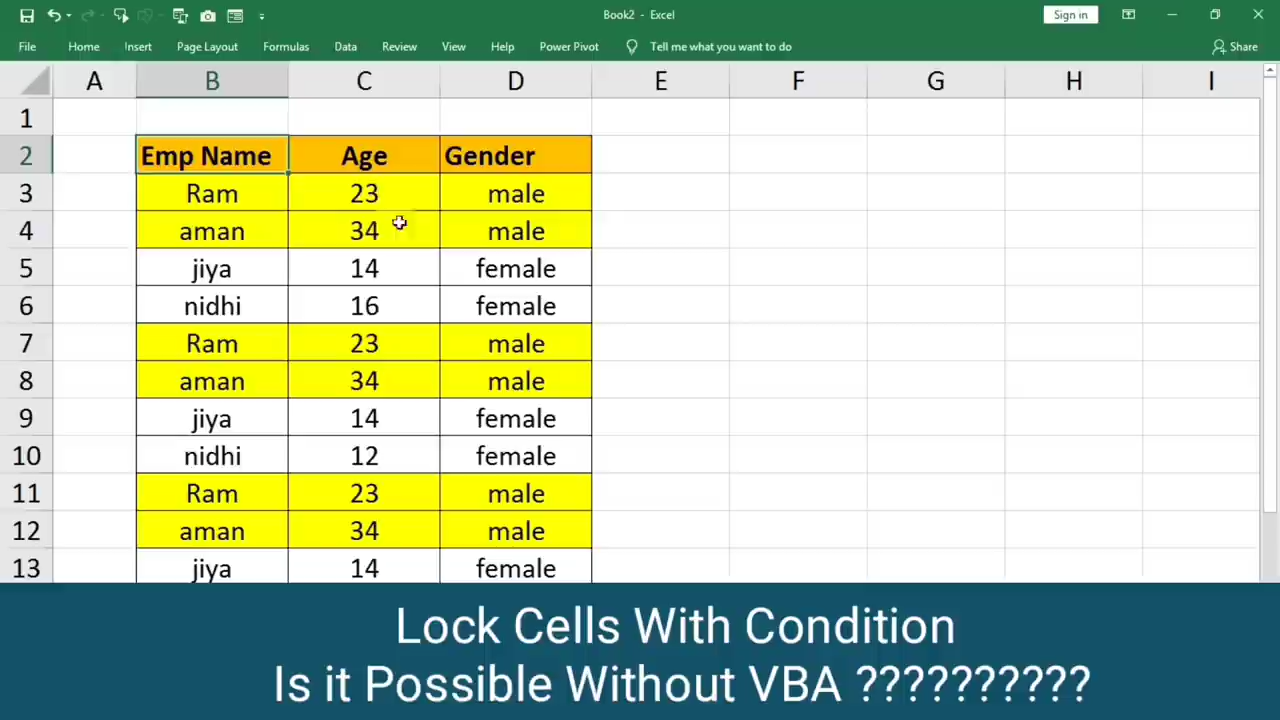 Book2 - Excel
Sign in
File Home Insert Page Layout Formulas Data Review View Help Power Pivot Tell me what you want to do Share
A B C D E F G H I
1
2 Emp Name Age Gender
3 Ram 23 male
4 aman 34 male
5 jiya 14 female
6 nidhi 16 female
7 Ram 23 male
8 aman 34 male
9 jiya 14 female
10 nidhi 12 female
11 Ram 23 male
12 aman 34 male
13 jiya 14 female
Lock Cells With Condition
Is it Possible Without VBA ??????????